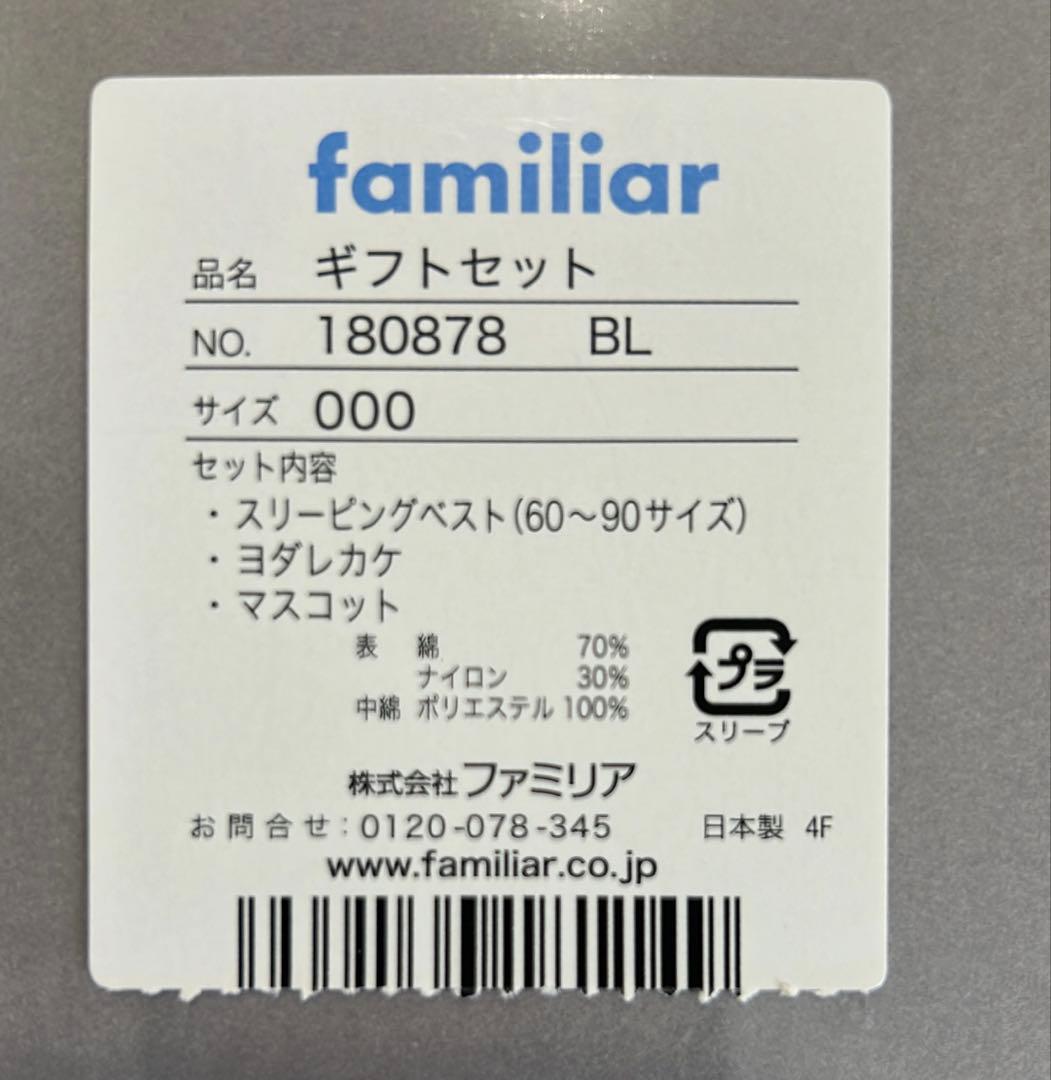 familiar
品名 ギフトセット
NO. 180878 BL
サイズ 000
セット内容
・スリーピングベスト(60〜90サイズ)
・ヨダレカケ
・マスコット
表 綿 70%
ナイロン 30%
中綿 ポリエステル 100%
プラ
スリーブ
株式会社ファミリア
お問合せ：0120-078-345 日本製 4F
www.familiar.co.jp